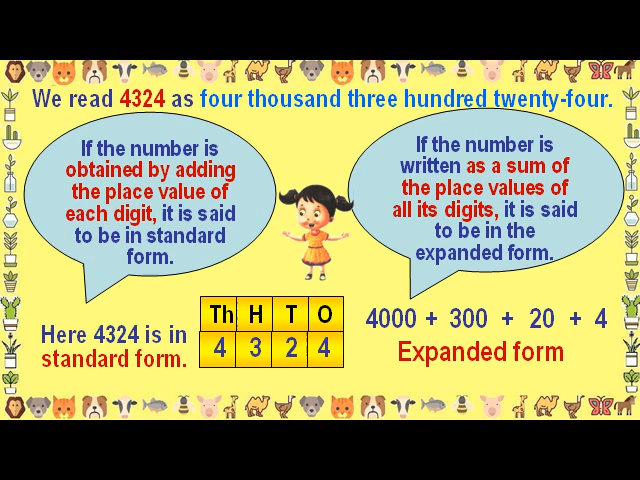 We read 4324 as four thousand three hundred twenty-four.
If the number is
obtained by adding
the place value of
each digit, it is said
to be in standard
form.
If the number is
written as a sum of
the place values of
all its digits, it is said
to be in the
expanded form.
Here 4324 is in
standard form.
Th H T O
4 3 2 4
4000 + 300 + 20 + 4
Expanded form